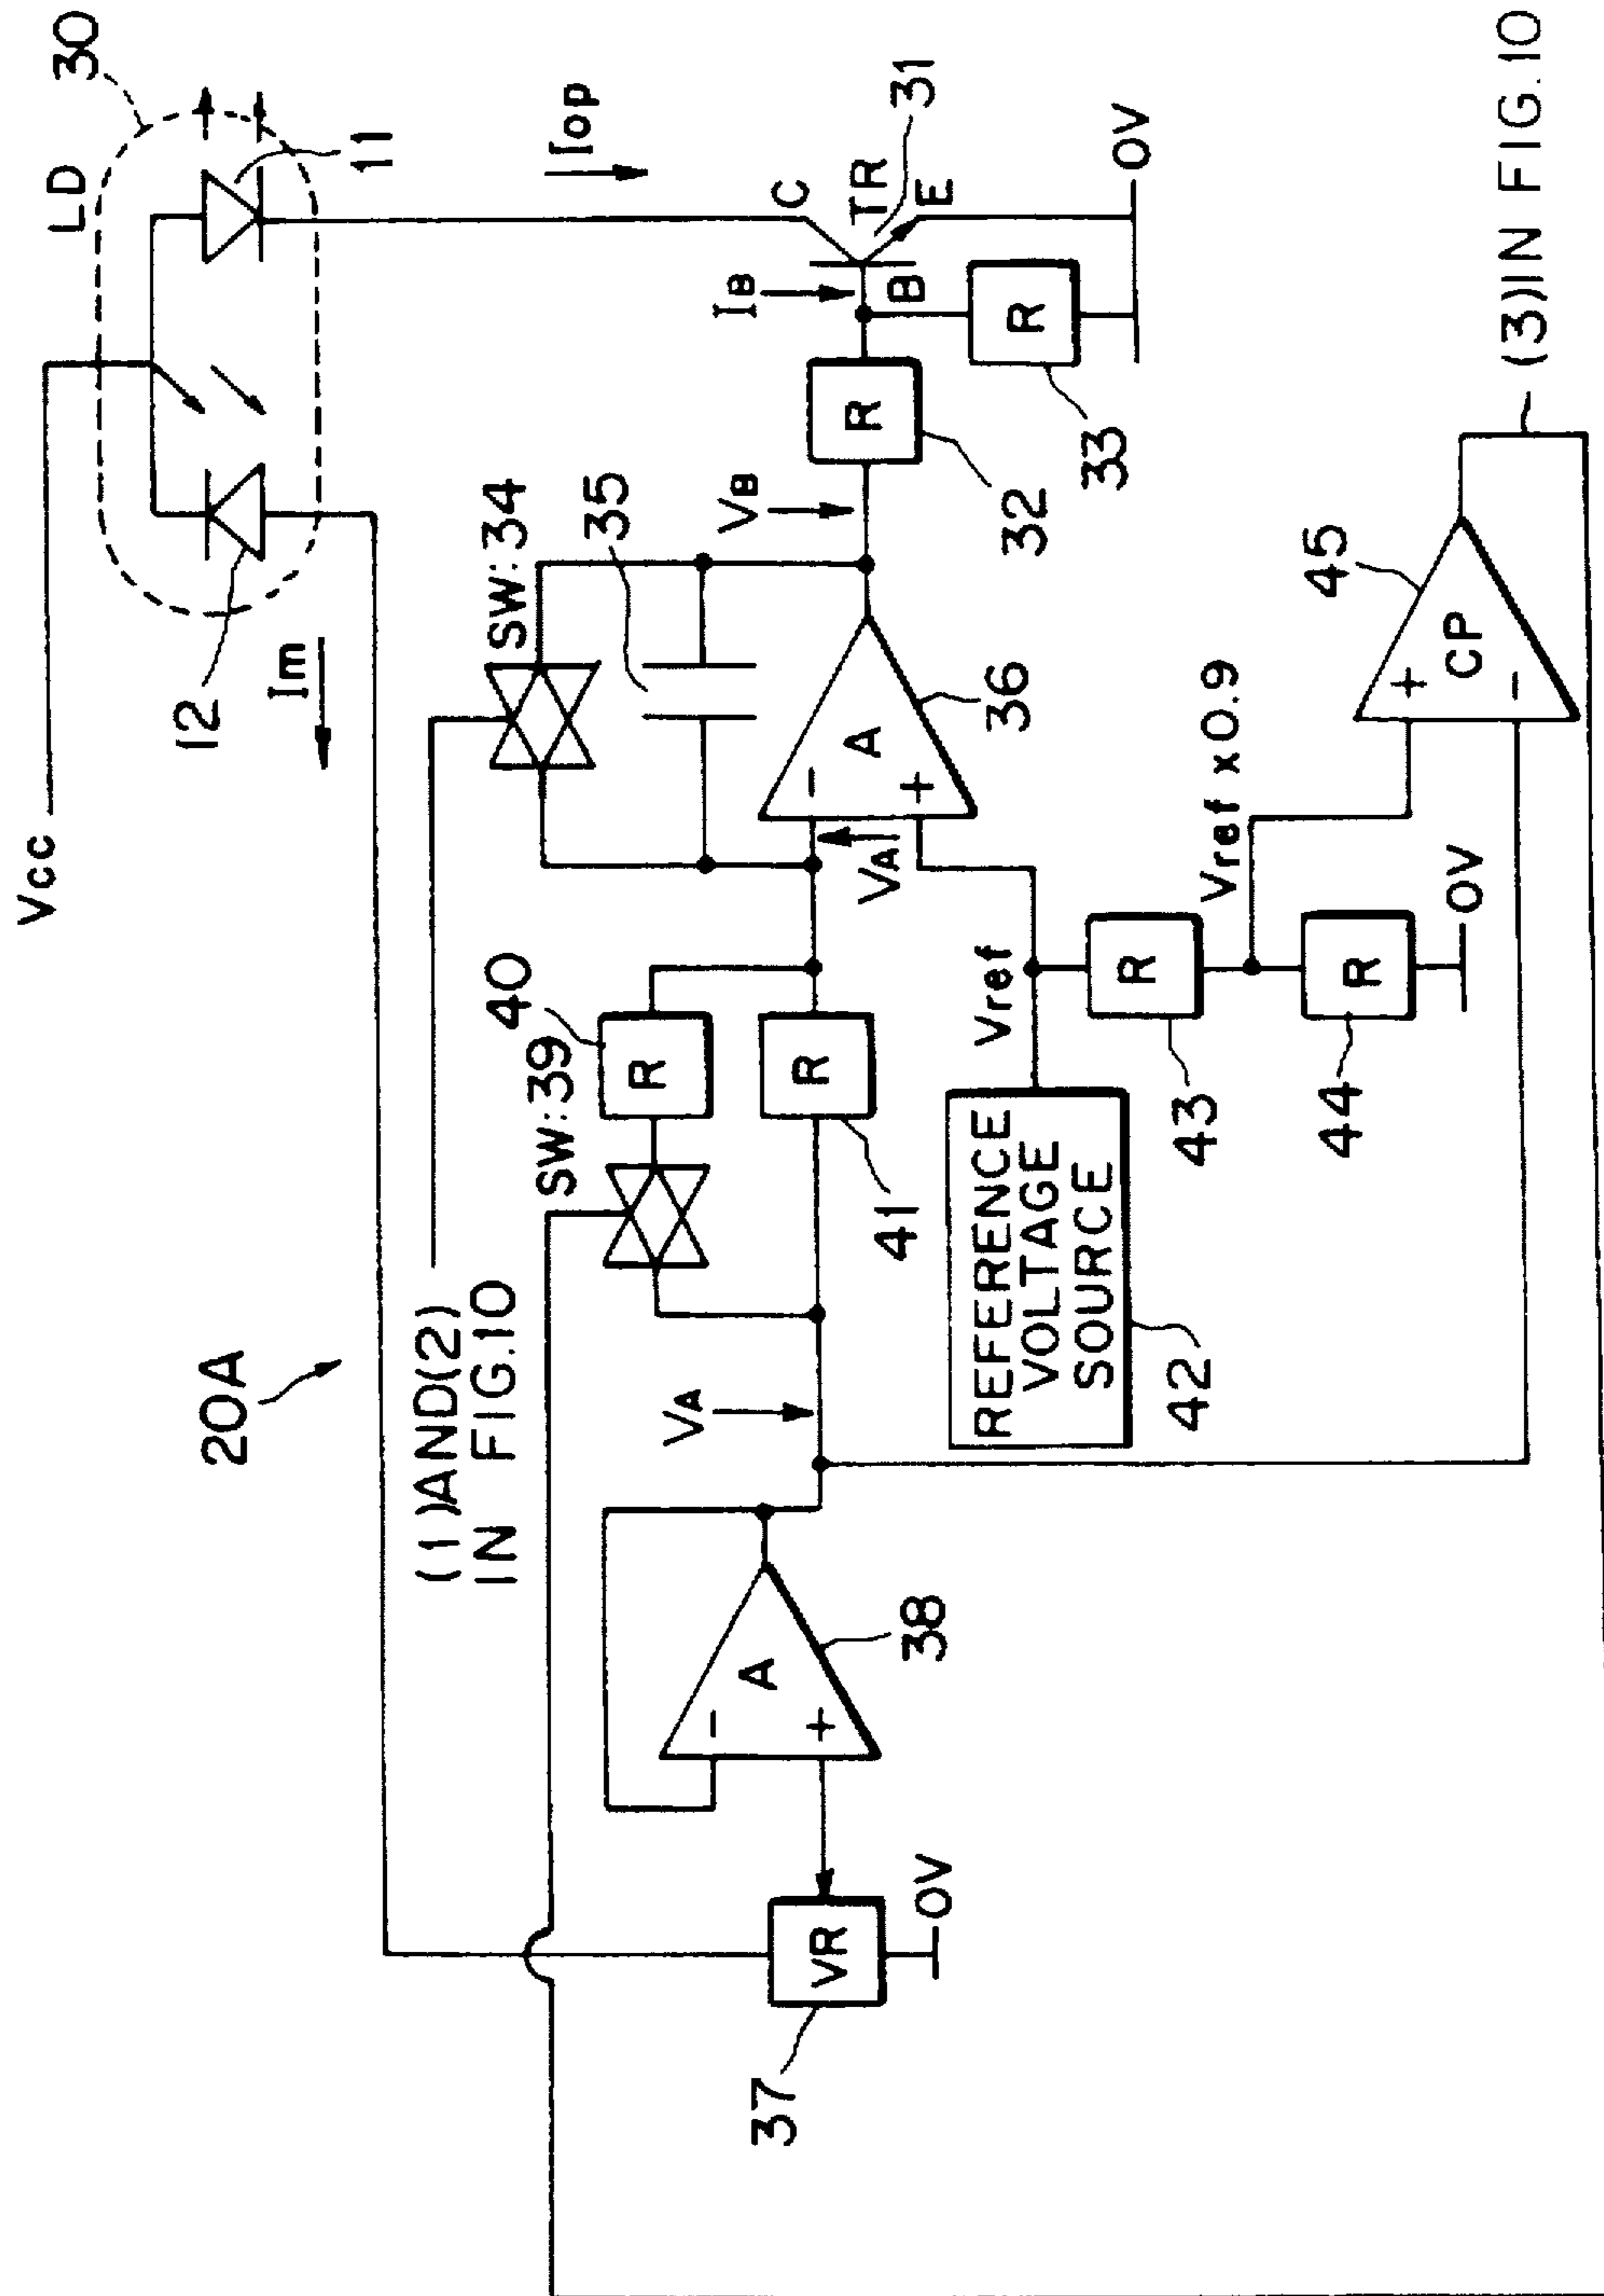 Vcc
LD
30
11
12
Im
Iop
20A
(1)AND(2)
IN FIG.10
SW:34
35
SW:39
40
R
R
41
VA
A
-
+
38
VR
37
0V
A
-
+
36
VA
VB
R
32
IB
B
C
TR
E
31
R
33
0V
REFERENCE
VOLTAGE
SOURCE
42
Vref
R
43
R
44
0V
Vref x 0.9
45
CP
+
-
(3)IN FIG.10